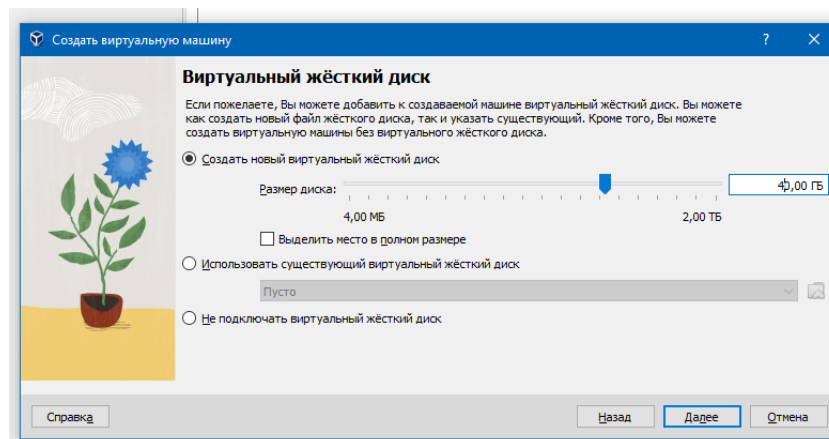 Создать виртуальную машину
?
Виртуальный жёсткий диск
Если пожелаете, Вы можете добавить к создаваемой машине виртуальный жёсткий диск. Вы можете
как создать новый файл жёсткого диска, так и указать существующий. Кроме того, Вы можете
создать виртуальную машины без виртуального жёсткого диска.
Создать новый виртуальный жёсткий диск
Размер диска:
40,00 ГБ
4,00 МБ
2,00 ТБ
Выделить место в полном размере
Использовать существующий виртуальный жёсткий диск
Пусто
Не подключать виртуальный жёсткий диск
Справка
Назад
Далее
Отмена